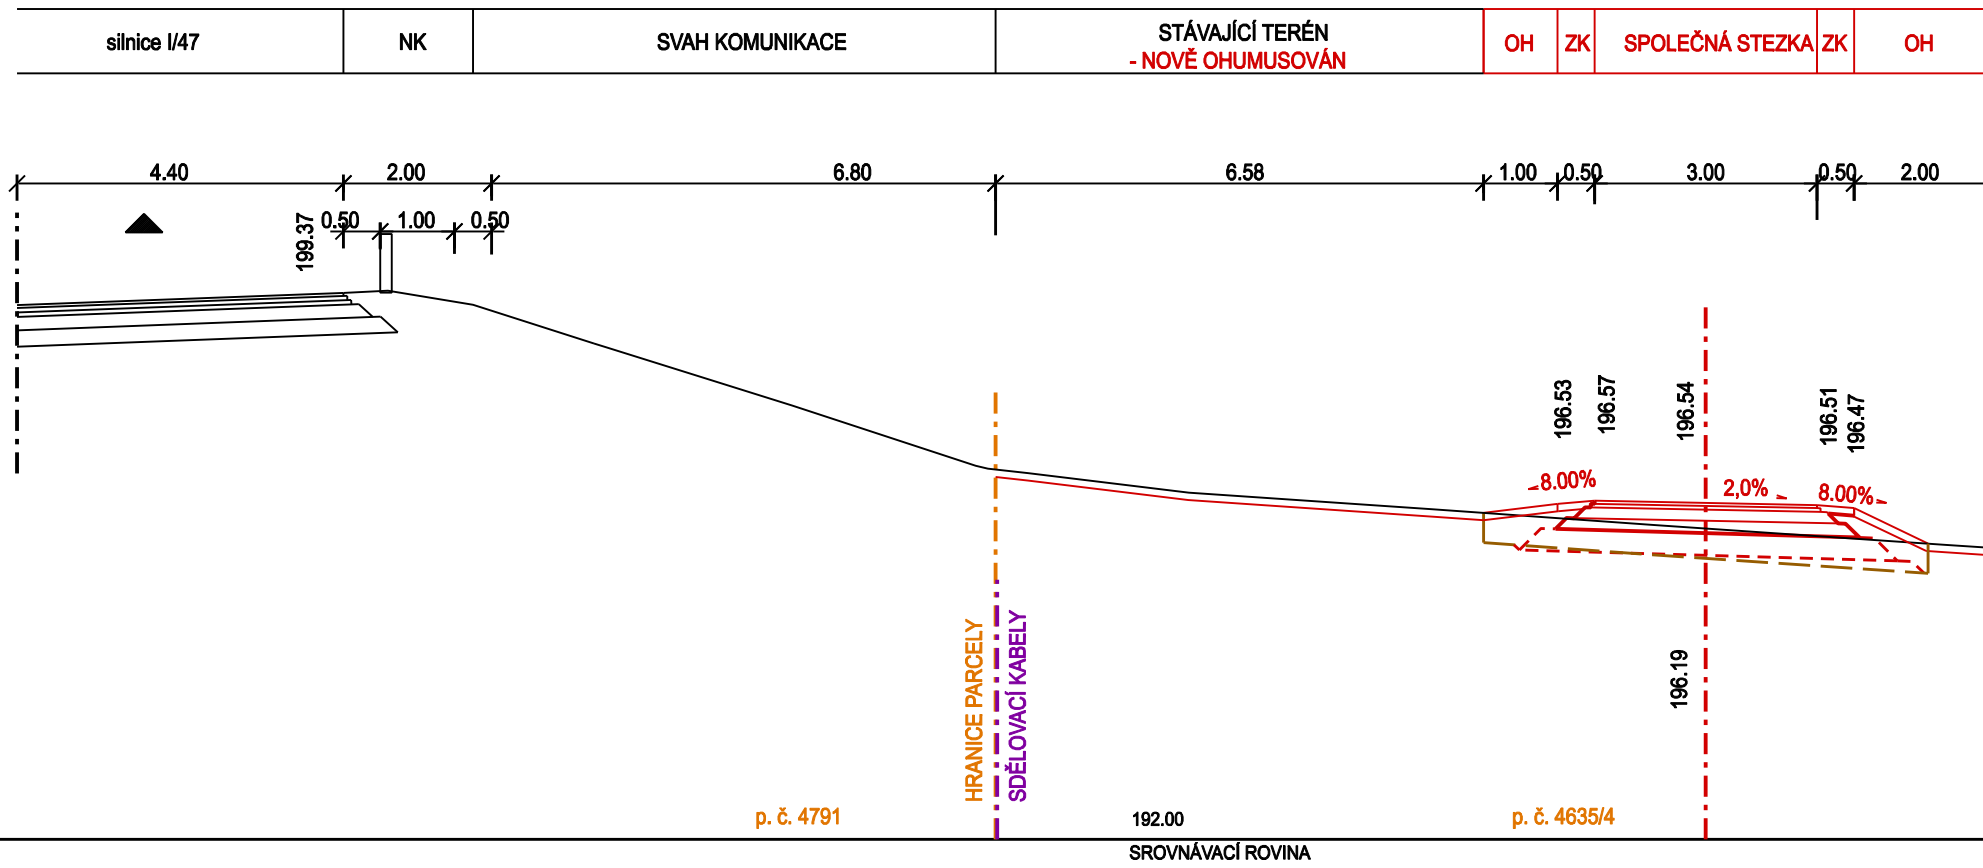 silnice I/47
NK
SVAH KOMUNIKACE
STÁVAJÍCÍ TERÉN
- NOVĚ OHUMUSOVÁN
OH
ZK
SPOLEČNÁ STEZKA
ZK
OH
4.40
2.00
6.80
6.58
1.00
0.50
3.00
0.50
2.00
199.37
0.50
1.00
0.50
196.53
196.57
196.54
196.51
196.47
8.00%
2,0%
8.00%
HRANICE PARCELY
SDĚLOVACÍ KABELY
196.19
p. č. 4791
192.00
p. č. 4635/4
SROVNÁVACÍ ROVINA